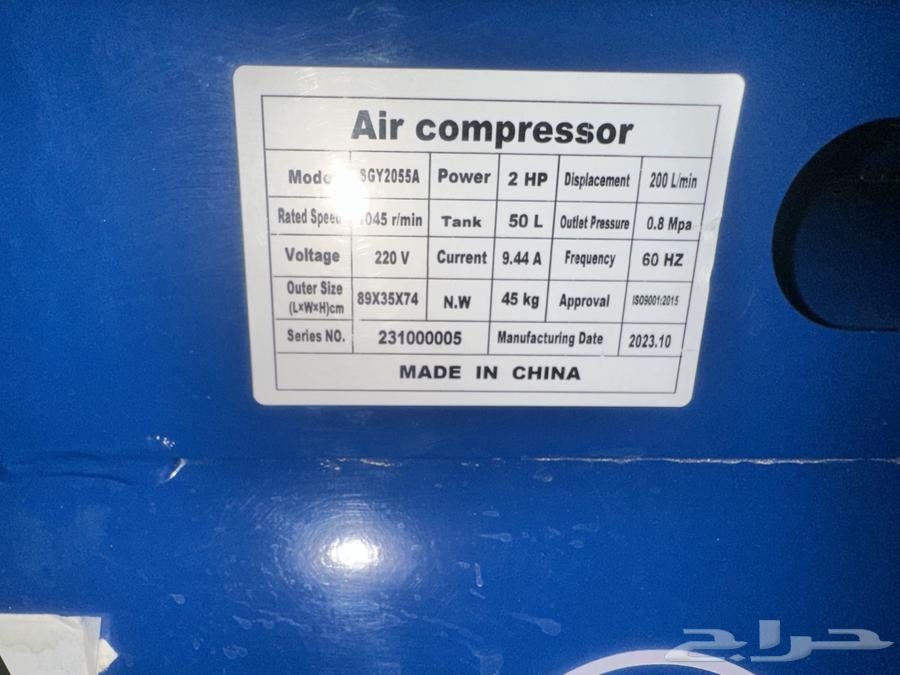 Air compressor
Model SGY2055A Power 2 HP Displacement 200 L/min
Rated Speed 1045 r/min Tank 50 L Outlet Pressure 0.8 Mpa
Voltage 220 V Current 9.44 A Frequency 60 HZ
Outer Size (L×W×H)cm 89X35X74 N.W 45 kg Approval ISO9001:2015
Series NO. 231000005 Manufacturing Date 2023.10
MADE IN CHINA
حراج